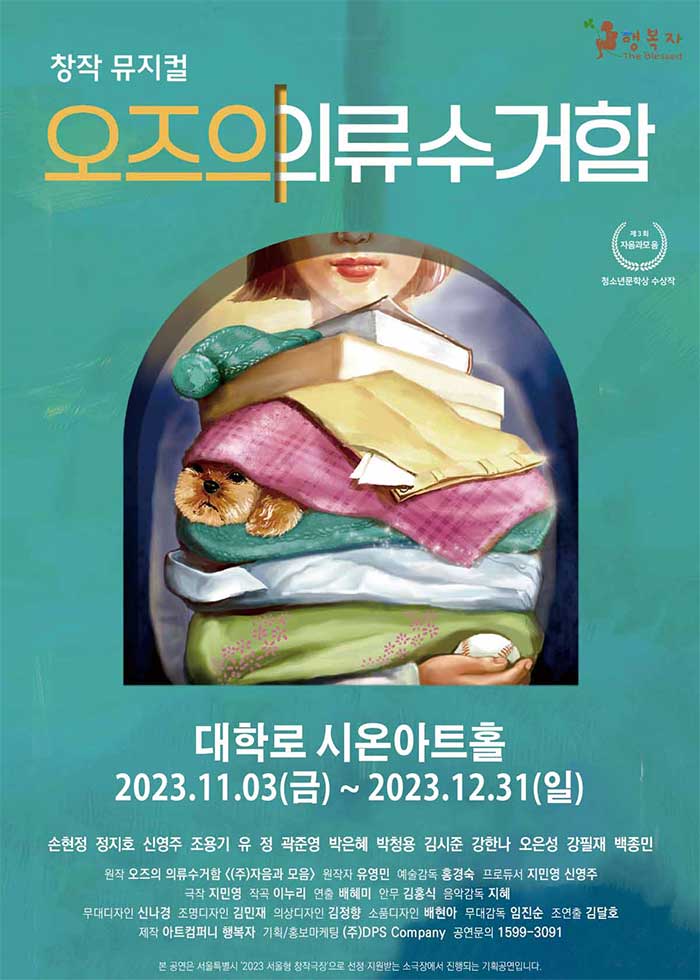 행복자
The Blessed
창작 뮤지컬
오즈의 의류수거함
제3회
자음과모음
청소년문학상 수상작
대학로 시온아트홀
2023.11.03(금) ~ 2023.12.31(일)
손현정 정지호 신영주 조용기 유 정 곽준영 박은혜 박청용 김시준 강한나 오은성 강필재 백종민
원작 오즈의 의류수거함 <(주)자음과 모음> 원작자 유영민 예술감독 홍경숙 프로듀서 지민영 신영주
극작 지민영 작곡 이누리 연출 배혜미 안무 김홍식 음악감독 지혜
무대디자인 신나경 조명디자인 김민재 의상디자인 김정향 소품디자인 배현아 무대감독 임진순 조연출 김달호
제작 아트컴퍼니 행복자 기획/홍보마케팅 (주)DPS Company 공연문의 1599-3091
본 공연은 서울특별시 '2023 서울형 창작극장'으로 선정·지원받는 소극장에서 진행되는 기획공연입니다.